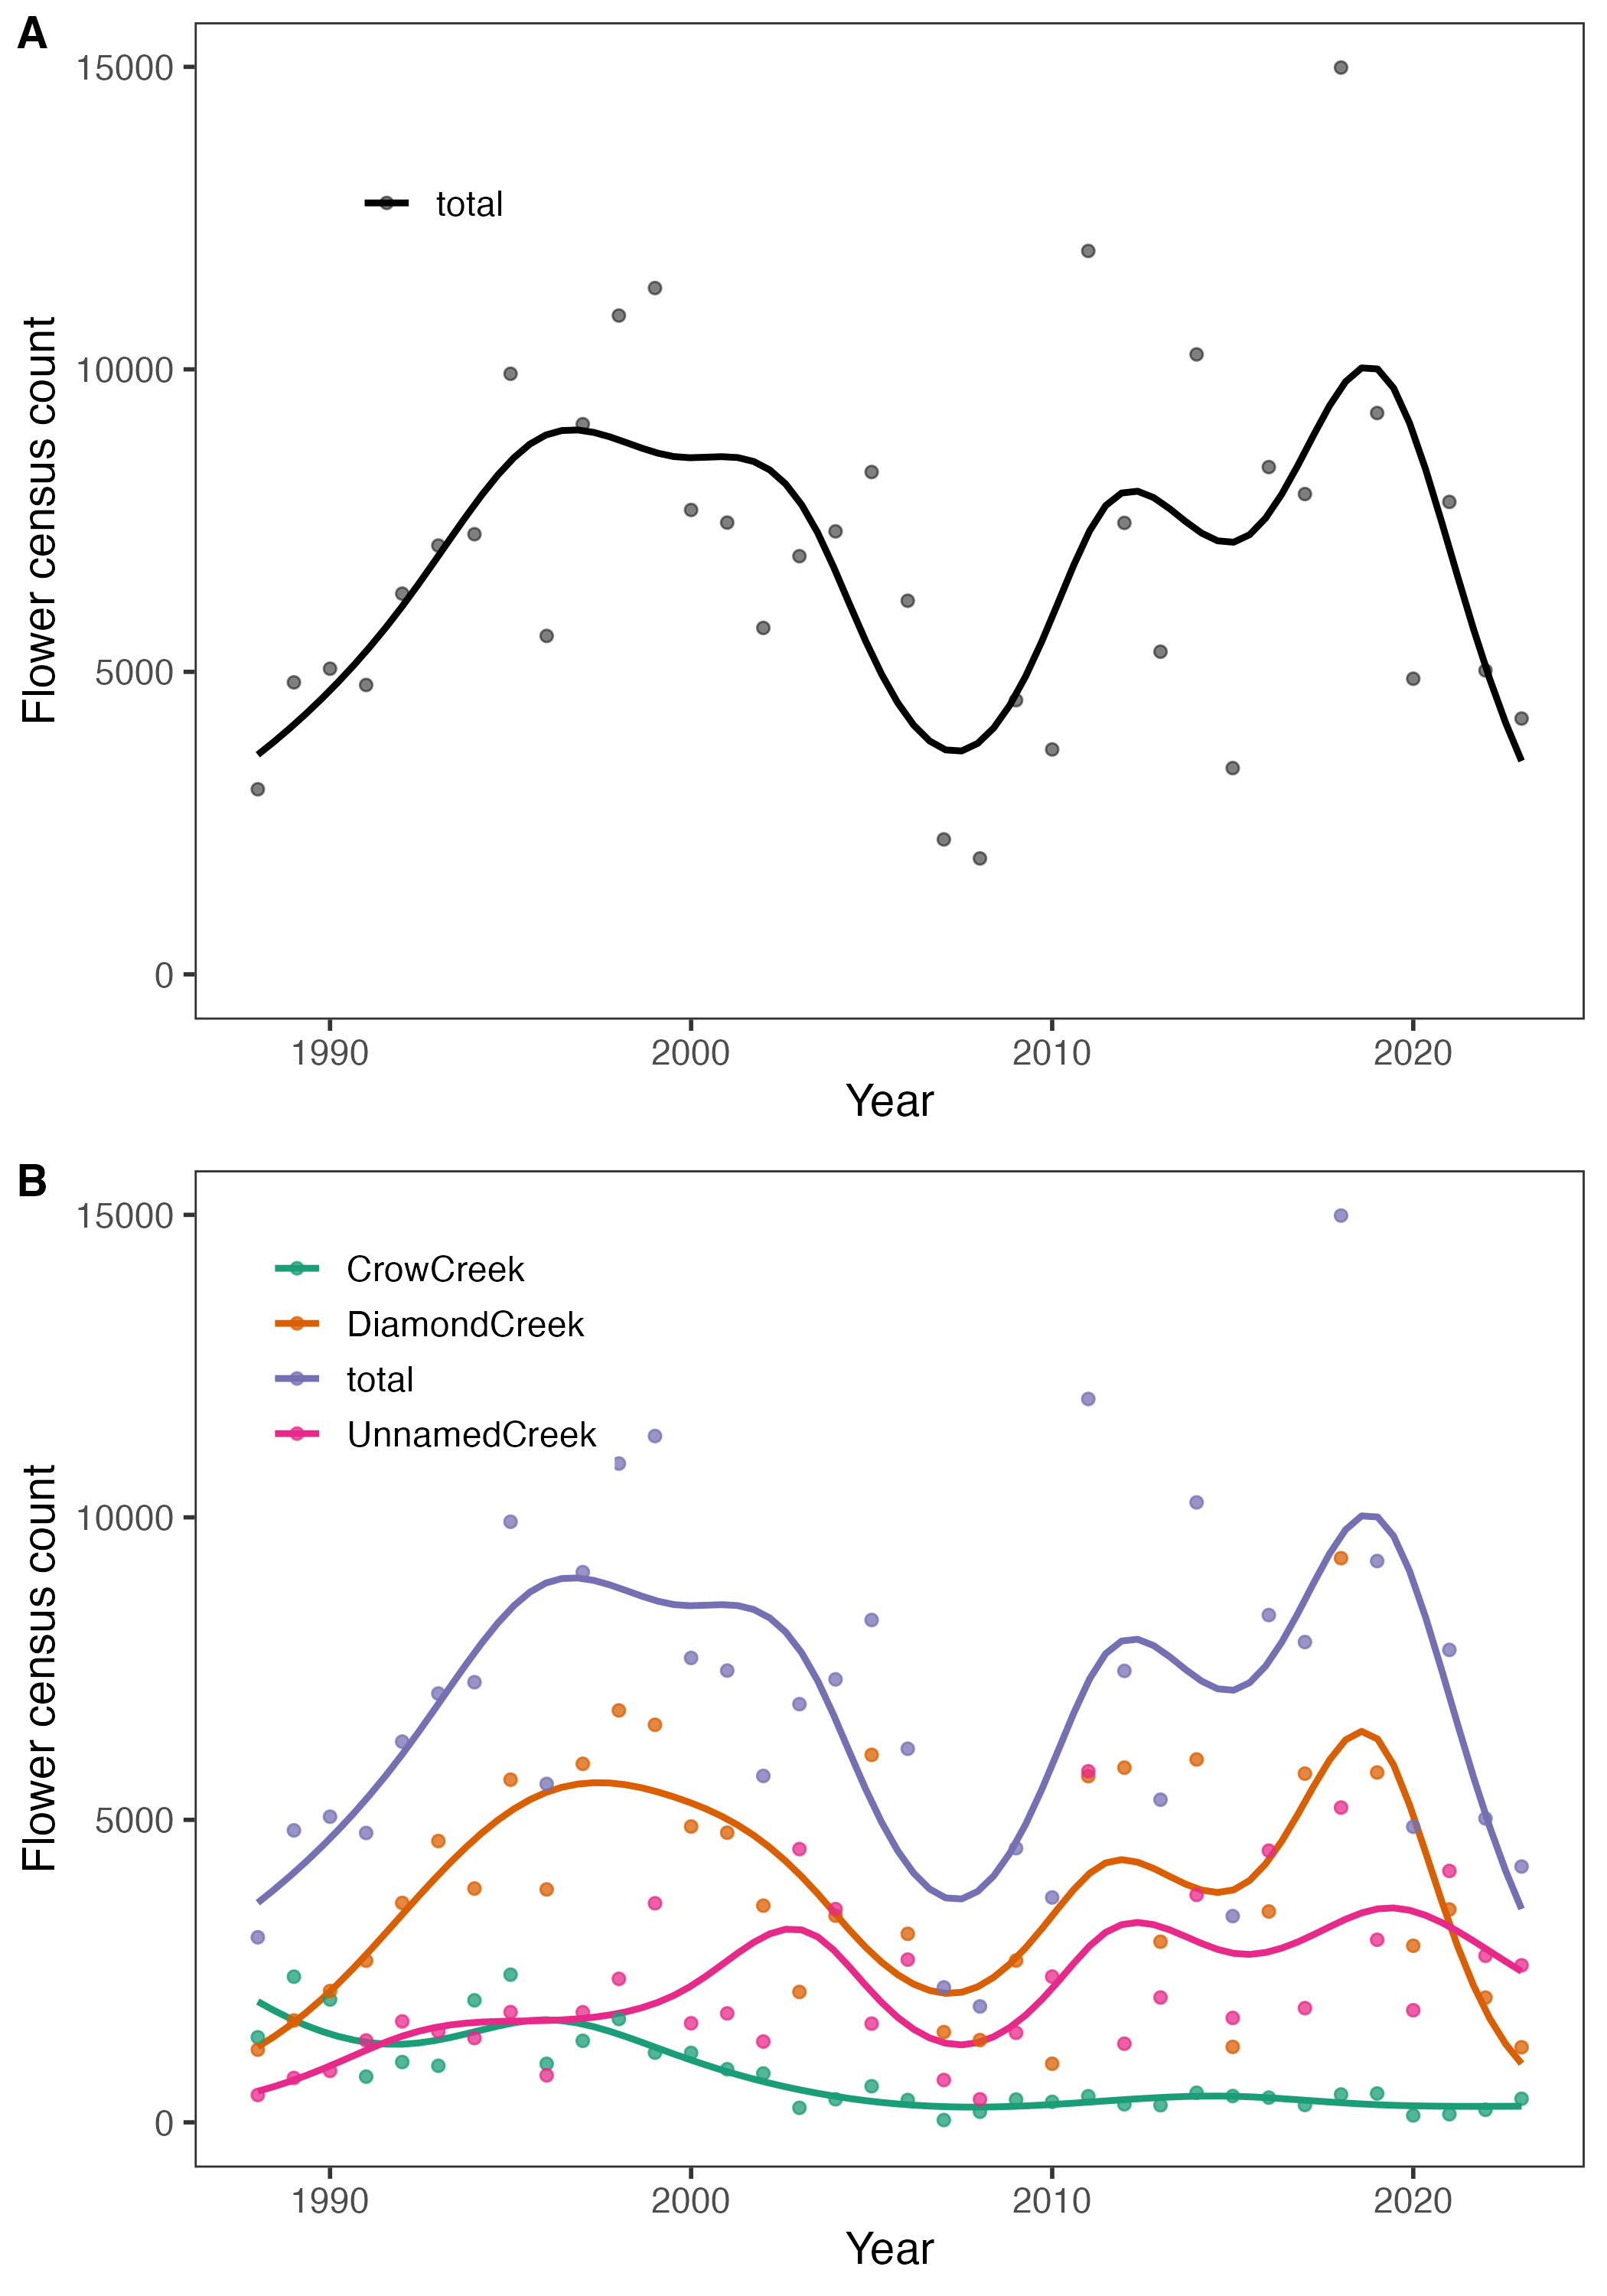 A
15000
total
10000
Flower census count
5000
0
1990 2000 2010 2020
Year
B
15000
CrowCreek
DiamondCreek
total
UnnamedCreek
10000
Flower census count
5000
0
1990 2000 2010 2020
Year